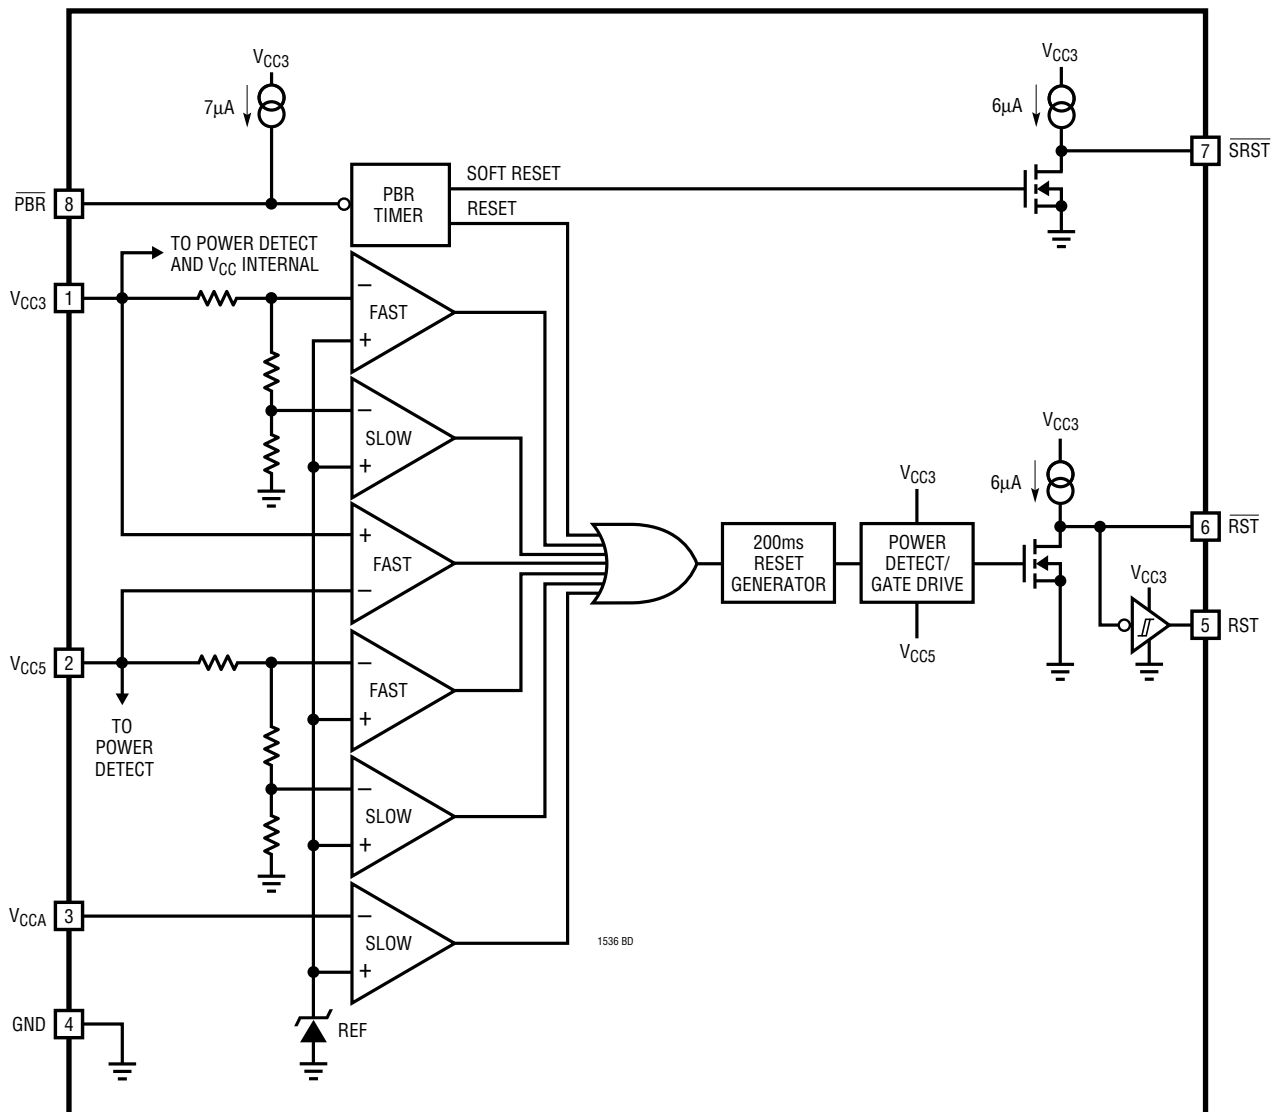 VCC3
7µA
VCC3
6µA
7
SRST
PBR
8
PBR
TIMER
SOFT RESET
RESET
TO POWER DETECT
AND VCC INTERNAL
VCC3
1
−
FAST
+
−
SLOW
+
+
FAST
−
VCC3
6µA
VCC3
200ms
RESET
GENERATOR
POWER
DETECT/
GATE DRIVE
VCC5
6
RST
VCC3
5
RST
VCC5
2
TO
POWER
DETECT
−
FAST
+
−
SLOW
+
VCCA
3
−
SLOW
+
1536 BD
GND
4
REF